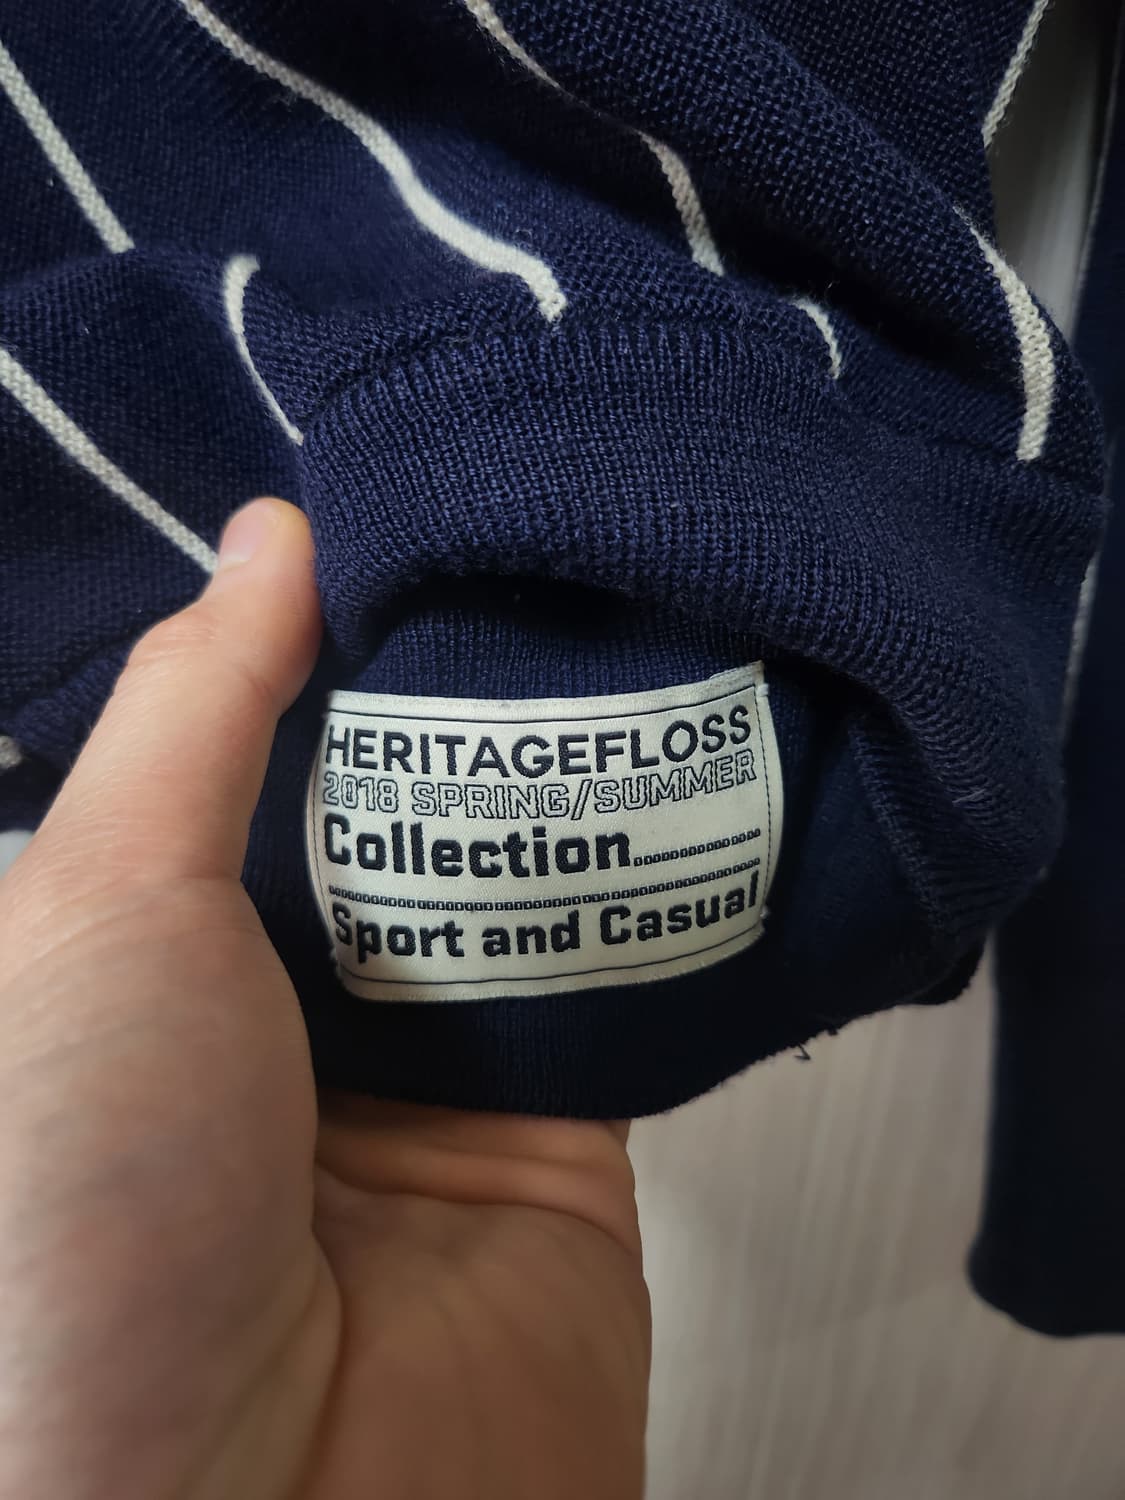 HERITAGEFLOSS
2018 SPRING/SUMMER
Collection............
Sport and Casual